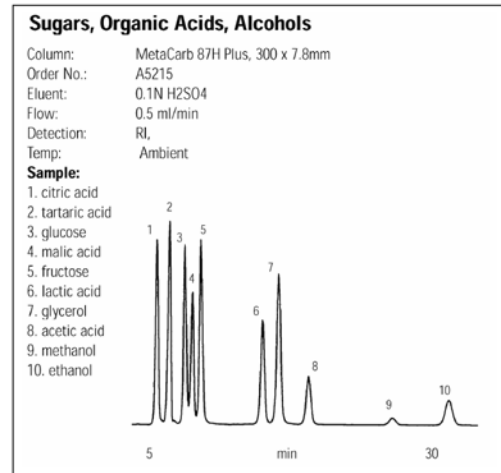 Sugars, Organic Acids, Alcohols
Column: MetaCarb 87H Plus, 300 x 7.8mm
Order No.: A5215
Eluent: 0.1N H2SO4
Flow: 0.5 ml/min
Detection: RI,
Temp: Ambient
Sample:
1. citric acid
2. tartaric acid
3. glucose
4. malic acid
5. fructose
6. lactic acid
7. glycerol
8. acetic acid
9. methanol
10. ethanol
1 2 3 4 5 6 7 8 9 10
5 min 30